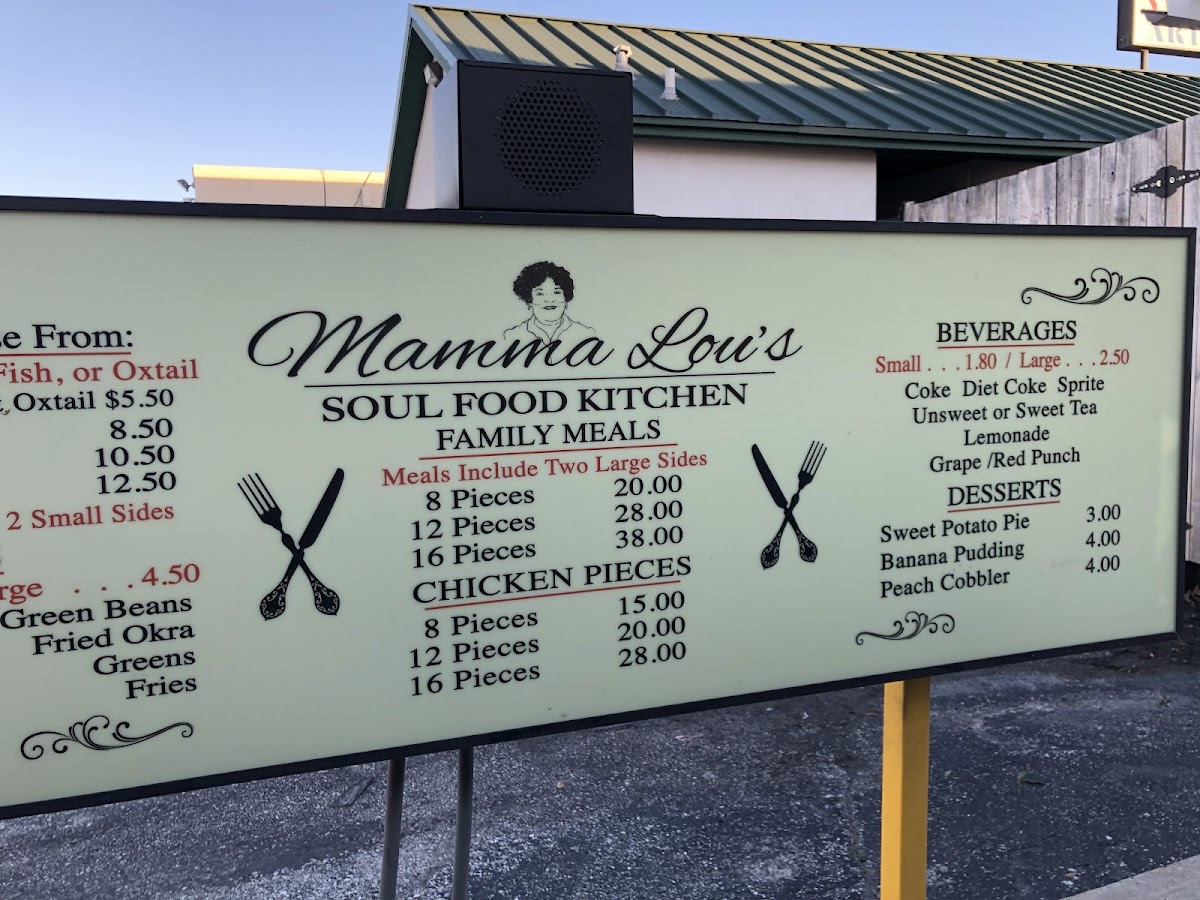 se From:
Fish, or Oxtail
Oxtail $5.50
8.50
10.50
12.50
2 Small Sides
rge . . . . 4.50
Green Beans
Fried Okra
Greens
Fries
Mamma Lou's
SOUL FOOD KITCHEN
FAMILY MEALS
Meals Include Two Large Sides
8 Pieces 20.00
12 Pieces 28.00
16 Pieces 38.00
CHICKEN PIECES
8 Pieces 15.00
12 Pieces 20.00
16 Pieces 28.00
BEVERAGES
Small . . . 1.80 / Large . . . 2.50
Coke Diet Coke Sprite
Unsweet or Sweet Tea
Lemonade
Grape /Red Punch
DESSERTS
Sweet Potato Pie 3.00
Banana Pudding 4.00
Peach Cobbler 4.00